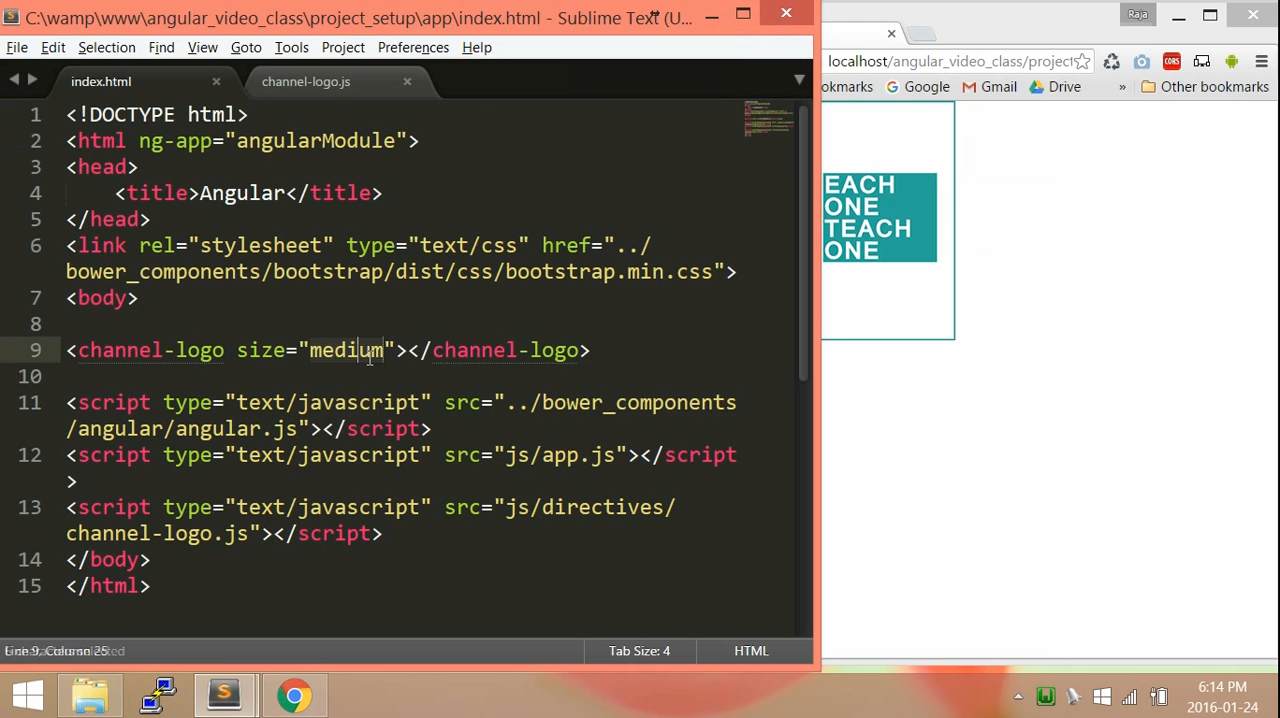 C:\wamp\www\angular_video_class\project_setup\app\index.html - Sublime Text (U...
File Edit Selection Find View Goto Tools Project Preferences Help
index.html
channel-logo.js
1 <!DOCTYPE html>
2 <html ng-app="angularModule">
3 <head>
4 <title>Angular</title>
5 </head>
6 <link rel="stylesheet" type="text/css" href="../
bower_components/bootstrap/dist/css/bootstrap.min.css">
7 <body>
8
9 <channel-logo size="medium"></channel-logo>
10
11 <script type="text/javascript" src="../bower_components
/angular/angular.js"></script>
12 <script type="text/javascript" src="js/app.js"></script
>
13 <script type="text/javascript" src="js/directives/
channel-logo.js"></script>
14 </body>
15 </html>
Tab Size: 4
HTML
Raja
localhost/angular_video_class/project
CORS
okmarks Google Gmail Drive » Other bookmarks
EACH
ONE
TEACH
ONE
6:14 PM
2016-01-24